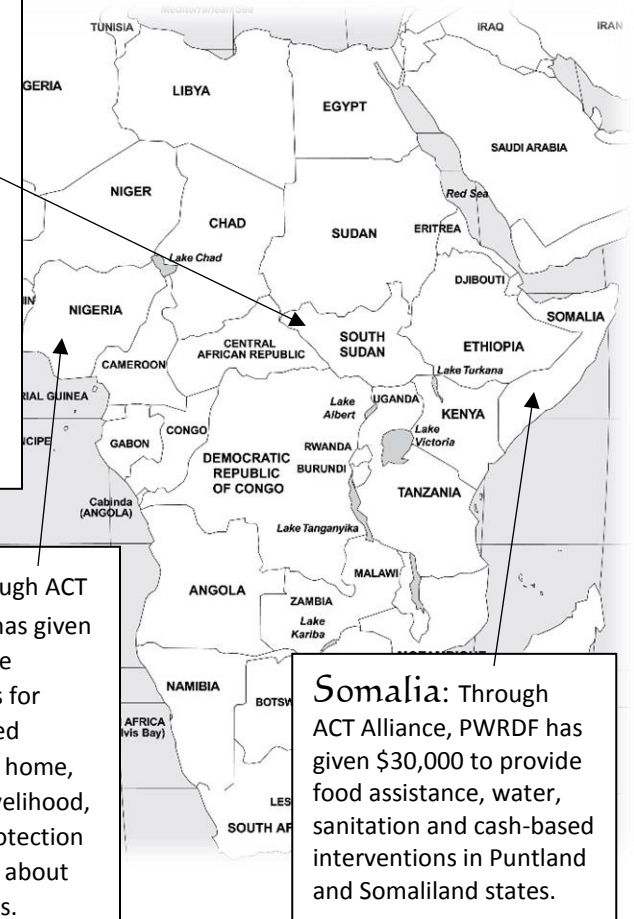 Mediterranean Sea
TUNISIA
IRAQ
IRAN
GERIA
LIBYA
EGYPT
SAUDI ARABIA
NIGER
CHAD
SUDAN
Red Sea
ERITREA
Lake Chad
DJIBOUTI
NIGERIA
SOUTH
SUDAN
SOMALIA
ETHIOPIA
CENTRAL
AFRICAN REPUBLIC
CAMEROON
Lake Turkana
RIAL GUINEA
Lake
Albert
UGANDA
KENYA
NCIPE
GABON
CONGO
Lake
Victoria
DEMOCRATIC
REPUBLIC
OF CONGO
RWANDA
BURUNDI
TANZANIA
Cabinda
(ANGOLA)
Lake Tanganyika
MALAWI
ANGOLA
ZAMBIA
Lake
Kariba
NAMIBIA
BOTSW
AFRICA
lvis Bay)
LES
SOUTH AF
ugh ACT
has given
e
s for
ed
home,
velihood,
otection
about
s.
Somalia: Through
ACT Alliance, PWRDF has
given $30,000 to provide
food assistance, water,
sanitation and cash-based
interventions in Puntland
and Somaliland states.